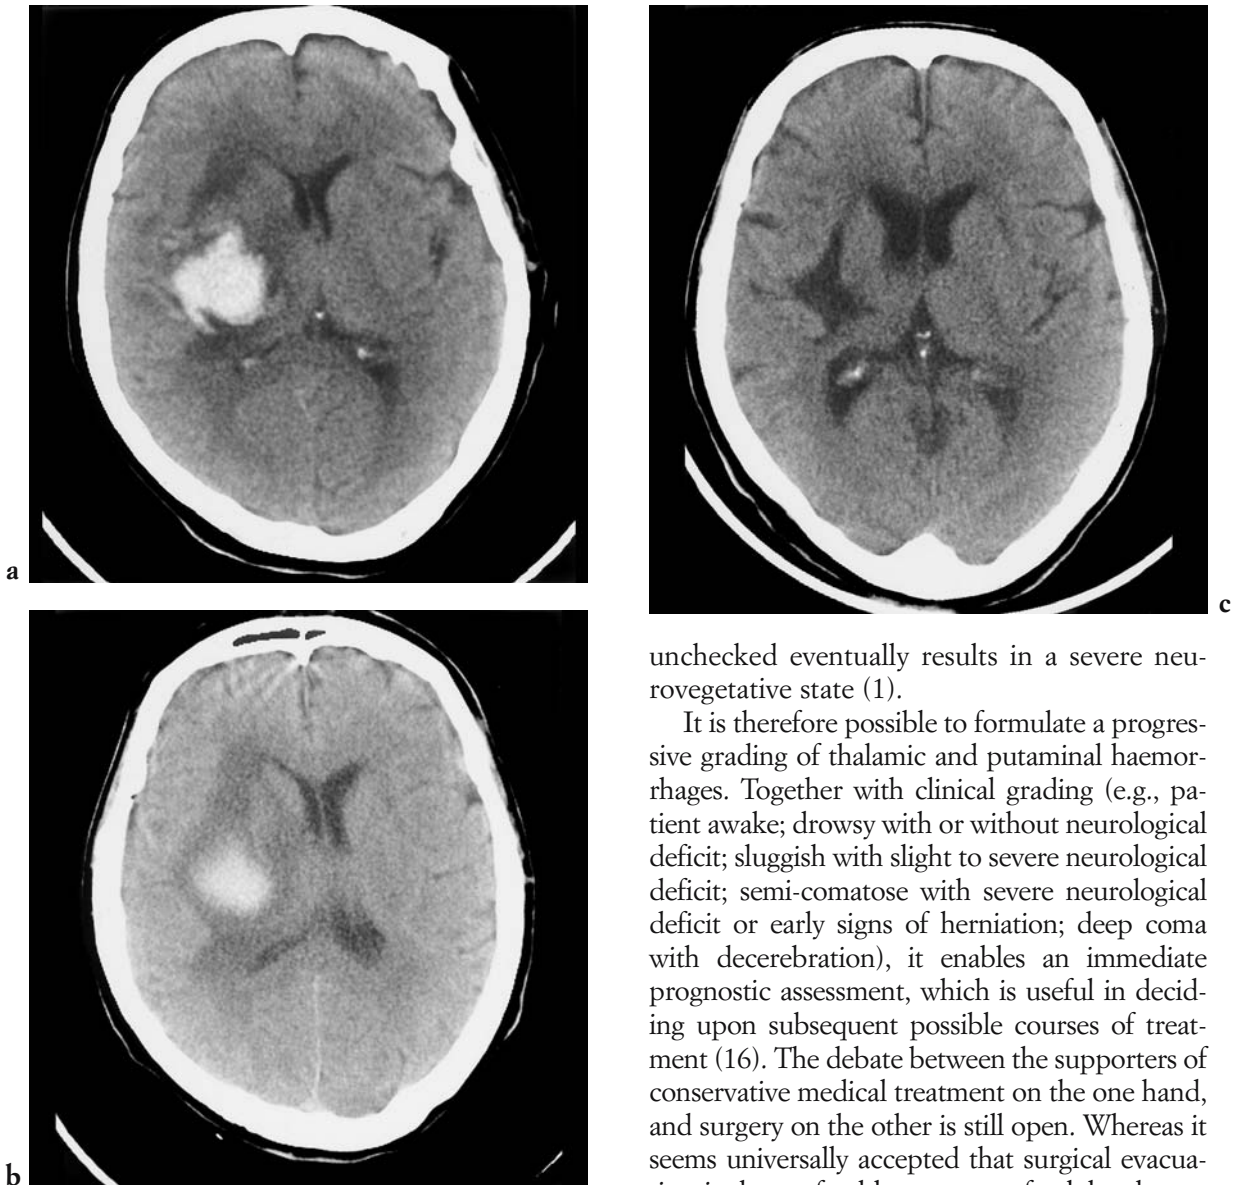 a
c
b
unchecked eventually results in a severe neu-
rovegetative state (1).
It is therefore possible to formulate a progres-
sive grading of thalamic and putaminal haemor-
rhages. Together with clinical grading (e.g., pa-
tient awake; drowsy with or without neurological
deficit; sluggish with slight to severe neurological
deficit; semi-comatose with severe neurological
deficit or early signs of herniation; deep coma
with decerebration), it enables an immediate
prognostic assessment, which is useful in decid-
ing upon subsequent possible courses of treat-
ment (16). The debate between the supporters of
conservative medical treatment on the one hand,
and surgery on the other is still open. Whereas it
seems universally accepted that surgical evacua-